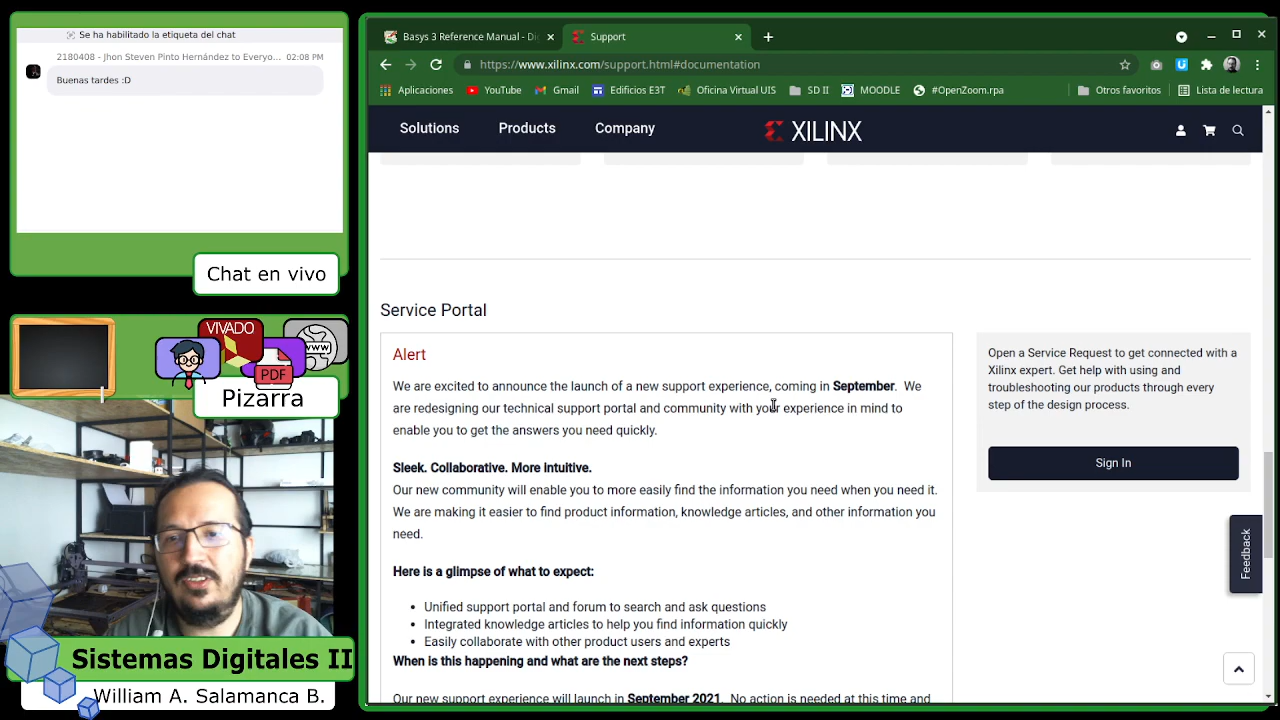 Se ha habilitado la etiqueta del chat
2180408 - Jhon Steven Pinto Hernández to Everyo... 02:08 PM
Buenas tardes :D
Chat en vivo
VIVADO
WWW
PDF
Pizarra
Sistemas Digitales II
William A. Salamanca B.
Basys 3 Reference Manual - Di
Support
https://www.xilinx.com/support.html#documentation
Aplicaciones YouTube Gmail Edificios E3T Oficina Virtual UIS SD II MOODLE #OpenZoom.rpa Otros favoritos Lista de lectura
Solutions Products Company XILINX
Service Portal
Alert
We are excited to announce the launch of a new support experience, coming in September. We
are redesigning our technical support portal and community with your experience in mind to
enable you to get the answers you need quickly.
Sleek. Collaborative. More Intuitive.
Our new community will enable you to more easily find the information you need when you need it.
We are making it easier to find product information, knowledge articles, and other information you
need.
Here is a glimpse of what to expect:
• Unified support portal and forum to search and ask questions
• Integrated knowledge articles to help you find information quickly
• Easily collaborate with other product users and experts
When is this happening and what are the next steps?
Our new support experience will launch in September 2021. No action is needed at this time and
Open a Service Request to get connected with a
Xilinx expert. Get help with using and
troubleshooting our products through every
step of the design process.
Sign In
Feedback